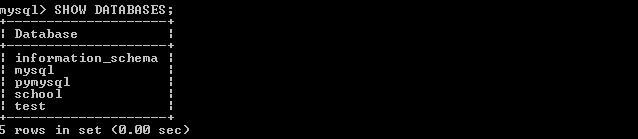 mysql> SHOW DATABASES;
+--------------------+
| Database           |
+--------------------+
| information_schema |
| mysql              |
| pymysql            |
| school             |
| test               |
+--------------------+
5 rows in set (0.00 sec)